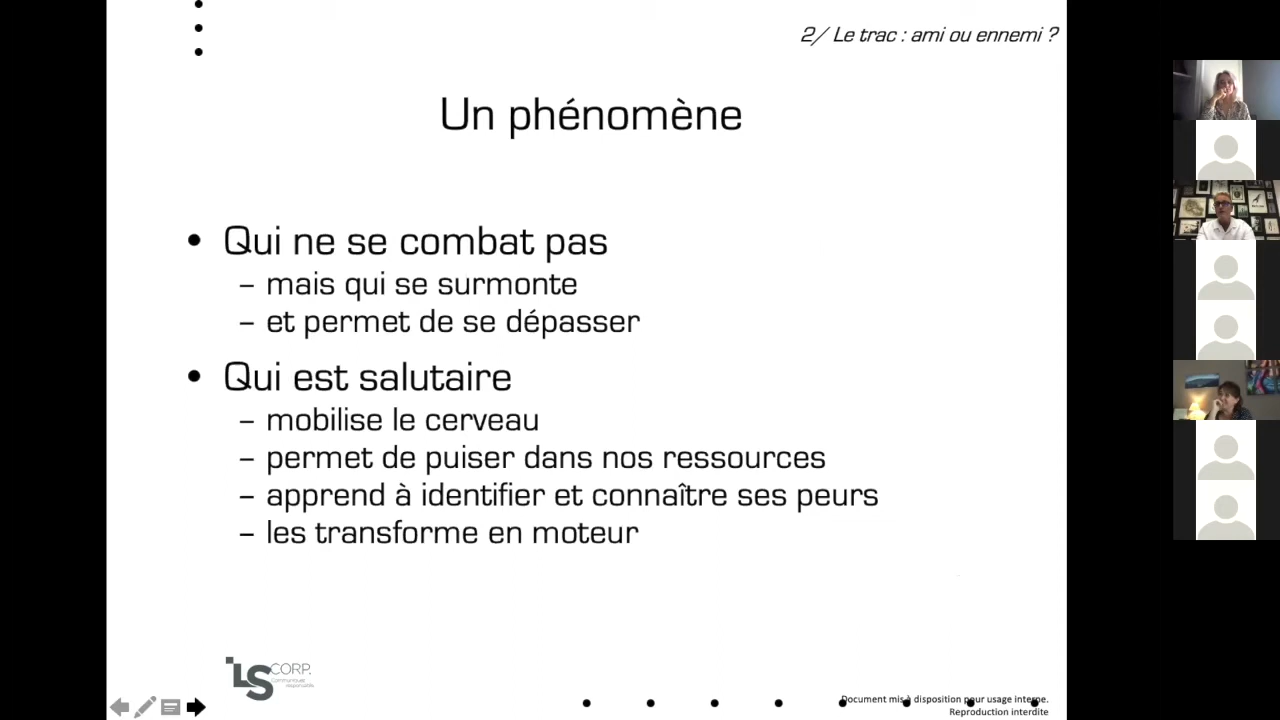 2/ Le trac : ami ou ennemi ?
Un phénomène
• Qui ne se combat pas
– mais qui se surmonte
– et permet de se dépasser
• Qui est salutaire
– mobilise le cerveau
– permet de puiser dans nos ressources
– apprend à identifier et connaître ses peurs
– les transforme en moteur
LS CORP.
Communiquez
responsables
Document mis à disposition pour usage interne.
Reproduction interdite